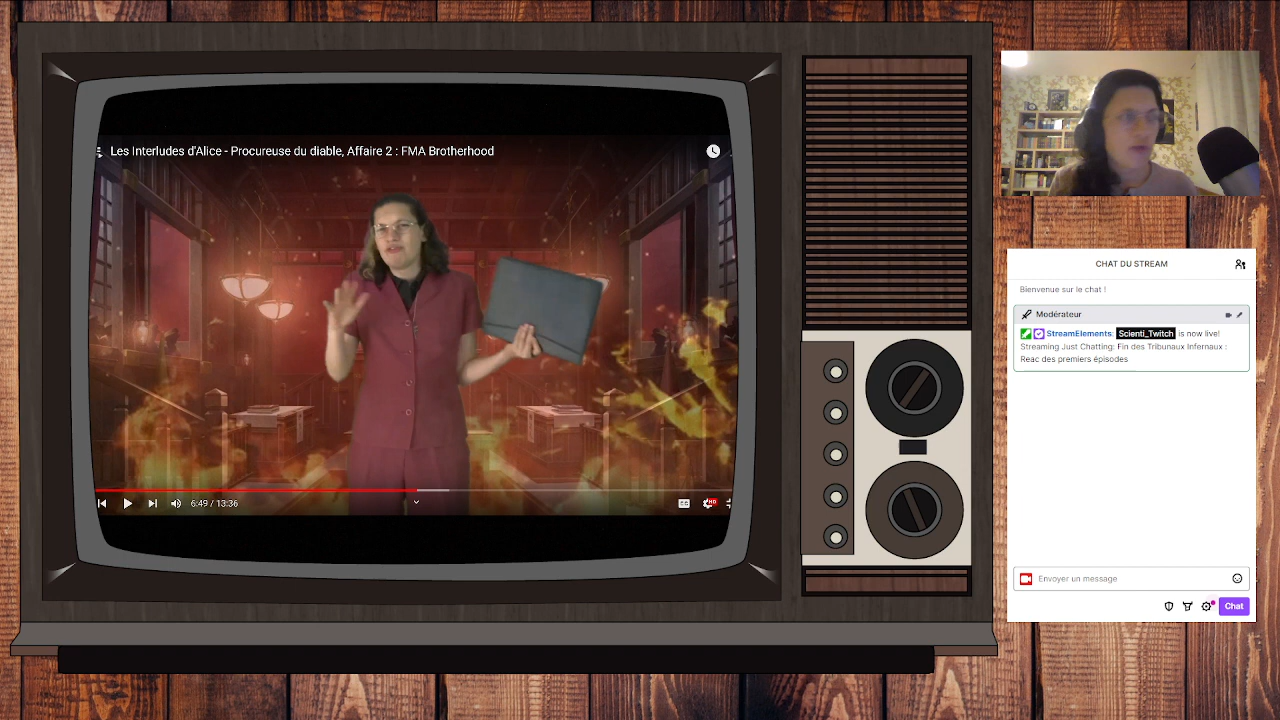 Les Interludes d'Alice - Procureuse du diable, Affaire 2 : FMA Brotherhood
6:49 / 13:36
HD
CHAT DU STREAM
Bienvenue sur le chat !
Modérateur
StreamElements: Scienti_Twitch is now live!
Streaming Just Chatting: Fin des Tribunaux Infernaux :
Reac des premiers épisodes
Envoyer un message
Chat